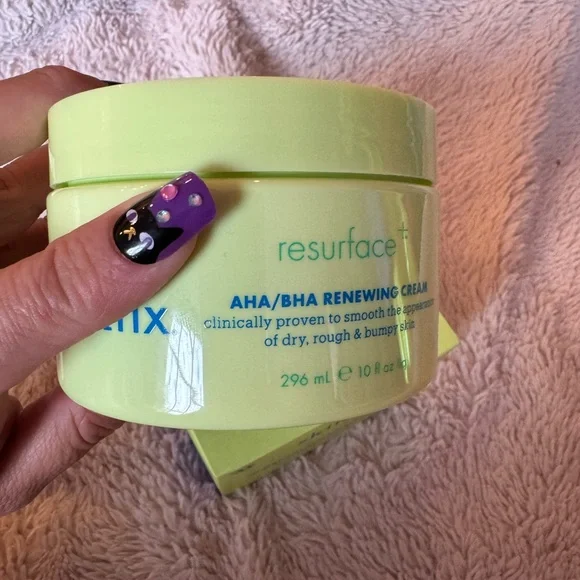 resurface+
AHA/BHA RENEWING CREAM
clinically proven to smooth the appearance
of dry, rough & bumpy skin
296 mL ℮ 10 fl oz